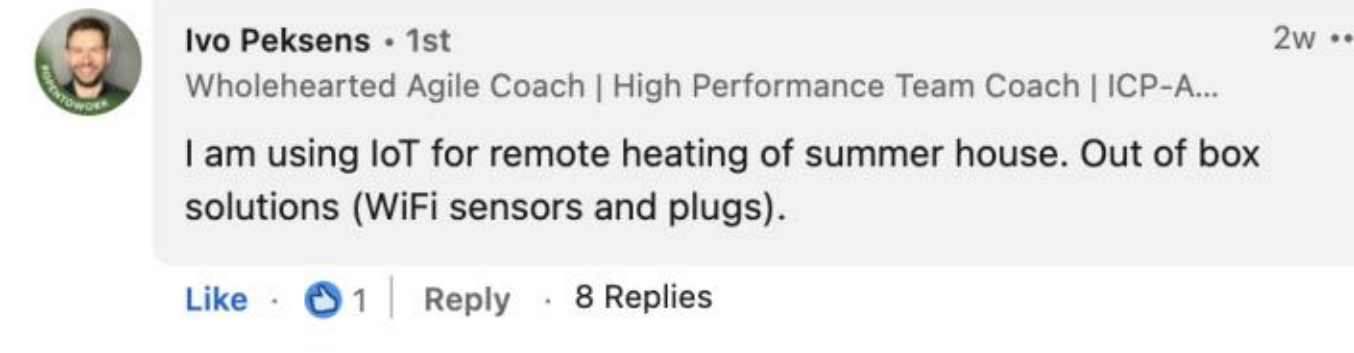 Ivo Peksens • 1st
2w ••
Wholehearted Agile Coach | High Performance Team Coach | ICP-A...
I am using IoT for remote heating of summer house. Out of box
solutions (WiFi sensors and plugs).
Like · 1 | Reply · 8 Replies
#OPENTOWORK